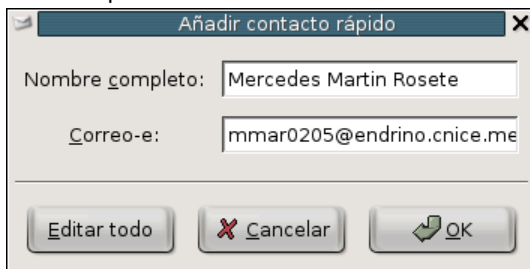 Añadir contacto rápido
Nombre completo: Mercedes Martin Rosete
Correo-e: mmar0205@endrino.cnice.me
Editar todo Cancelar OK